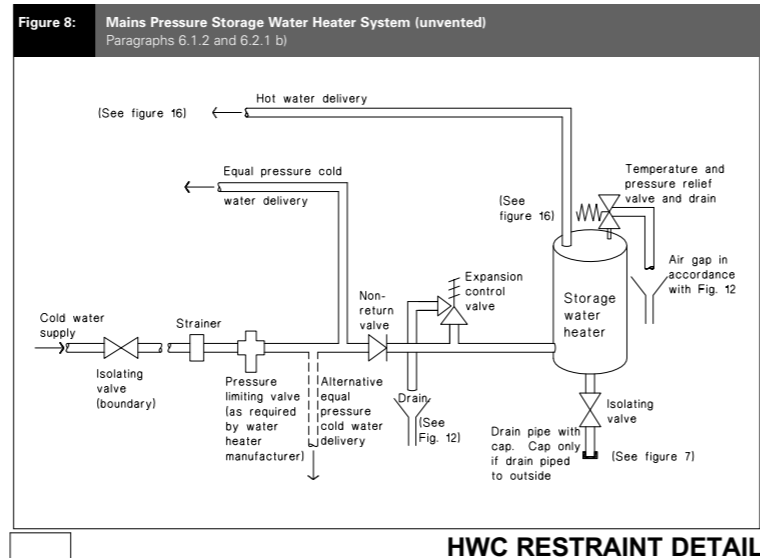 Figure 8:
Mains Pressure Storage Water Heater System (unvented)
Paragraphs 6.1.2 and 6.2.1 b)
Hot water delivery
(See figure 16)
Equal pressure cold
water delivery
Temperature and
pressure relief
valve and drain
(See
figure 16)
Air gap in
accordance
with Fig. 12
Expansion
control
valve
Non-
return
valve
Storage
water
heater
Cold water
supply
Strainer
Isolating
valve
(boundary)
Pressure
limiting valve
(as required
by water
heater
manufacturer)
Alternative
equal
pressure
cold water
delivery
Drain
(See
Fig. 12)
Isolating
valve
Drain pipe with
cap. Cap only
if drain piped
to outside
(See figure 7)
HWC RESTRAINT DETAIL